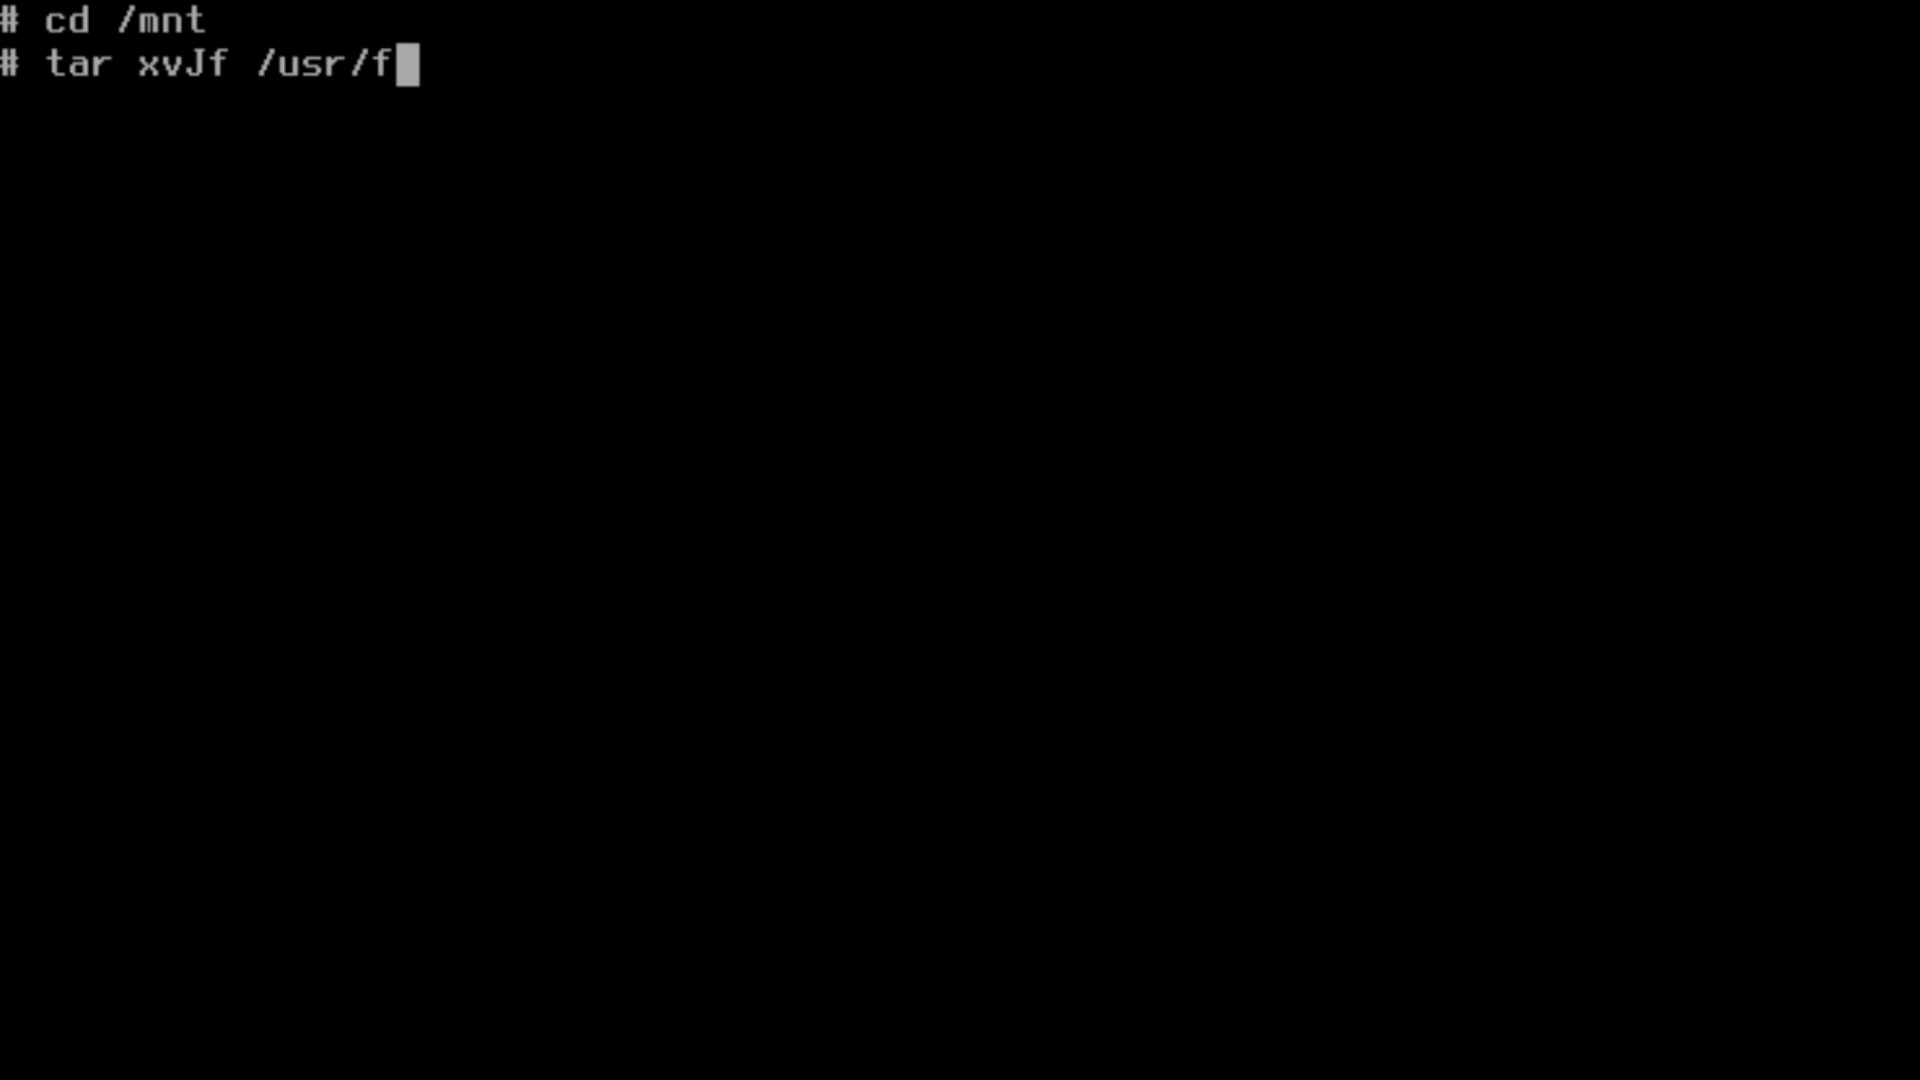 # cd /mnt
# tar xvJf /usr/f